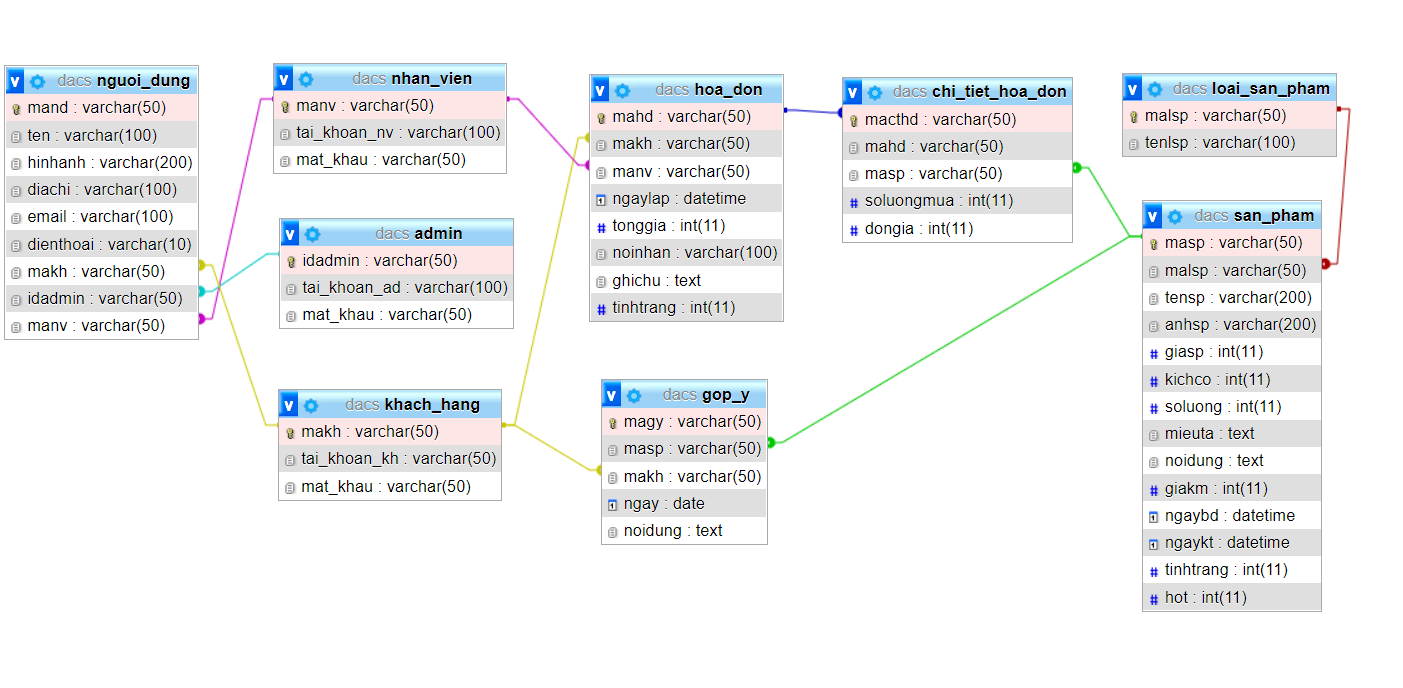 dacs nguoi_dung
mand : varchar(50)
ten : varchar(100)
hinhanh : varchar(200)
diachi : varchar(100)
email : varchar(100)
dienthoai : varchar(10)
makh : varchar(50)
idadmin : varchar(50)
manv : varchar(50)
dacs nhan_vien
manv : varchar(50)
tai_khoan_nv : varchar(100)
mat_khau : varchar(50)
dacs admin
idadmin : varchar(50)
tai_khoan_ad : varchar(100)
mat_khau : varchar(50)
dacs khach_hang
makh : varchar(50)
tai_khoan_kh : varchar(50)
mat_khau : varchar(50)
dacs hoa_don
mahd : varchar(50)
makh : varchar(50)
manv : varchar(50)
ngaylap : datetime
tonggia : int(11)
noinhan : varchar(100)
ghichu : text
tinhtrang : int(11)
dacs gop_y
magy : varchar(50)
masp : varchar(50)
makh : varchar(50)
ngay : date
noidung : text
dacs chi_tiet_hoa_don
macthd : varchar(50)
mahd : varchar(50)
masp : varchar(50)
soluongmua : int(11)
dongia : int(11)
dacs loai_san_pham
malsp : varchar(50)
tenlsp : varchar(100)
dacs san_pham
masp : varchar(50)
malsp : varchar(50)
tensp : varchar(200)
anhsp : varchar(200)
giasp : int(11)
kichco : int(11)
soluong : int(11)
mieuta : text
noidung : text
giakm : int(11)
ngaybd : datetime
ngaykt : datetime
tinhtrang : int(11)
hot : int(11)